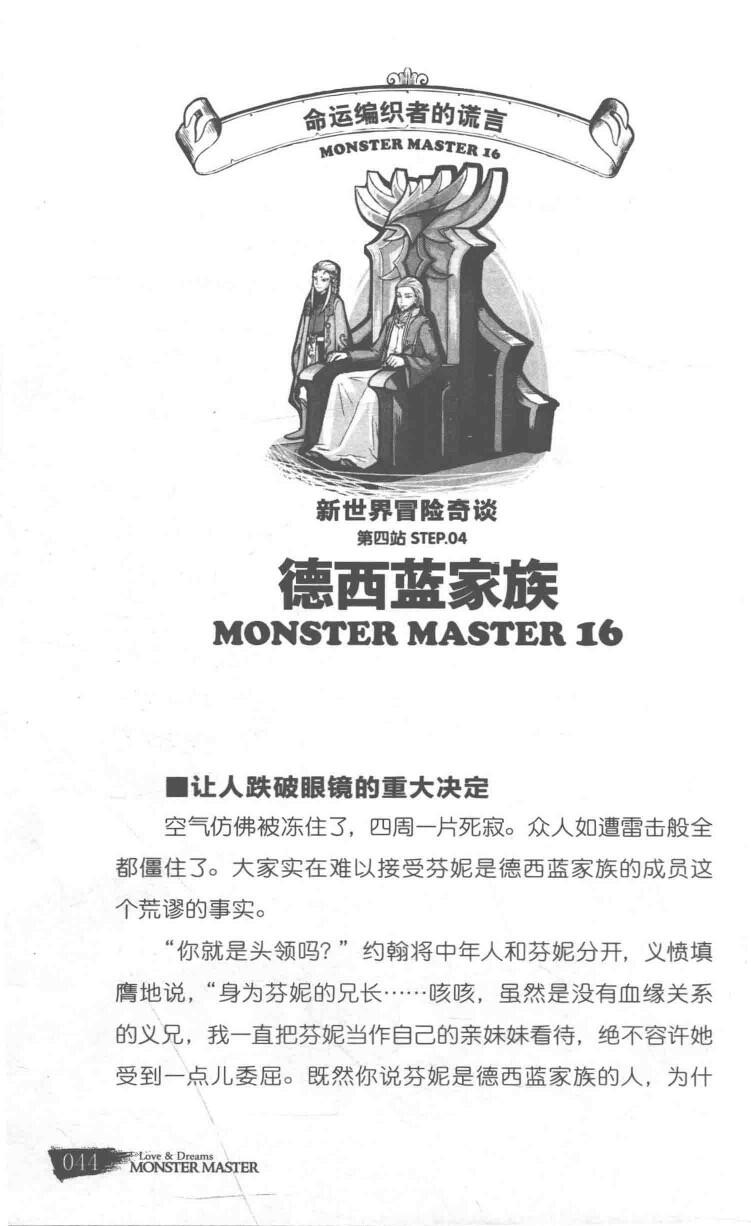 命运编织者的谎言
MONSTER MASTER 16
新世界冒险奇谈
第四站 STEP.04
德西蓝家族
MONSTER MASTER 16
■让人跌破眼镜的重大决定
空气仿佛被冻住了，四周一片死寂。众人如遭雷击般全
都僵住了。大家实在难以接受芬妮是德西蓝家族的成员这
个荒谬的事实。
“你就是头领吗？”约翰将中年人和芬妮分开，义愤填
膺地说，“身为芬妮的兄长……咳咳，虽然是没有血缘关系
的义兄，我一直把芬妮当作自己的亲妹妹看待，绝不容许她
受到一点儿委屈。既然你说芬妮是德西蓝家族的人，为什
044
Love & Dreams
MONSTER MASTER